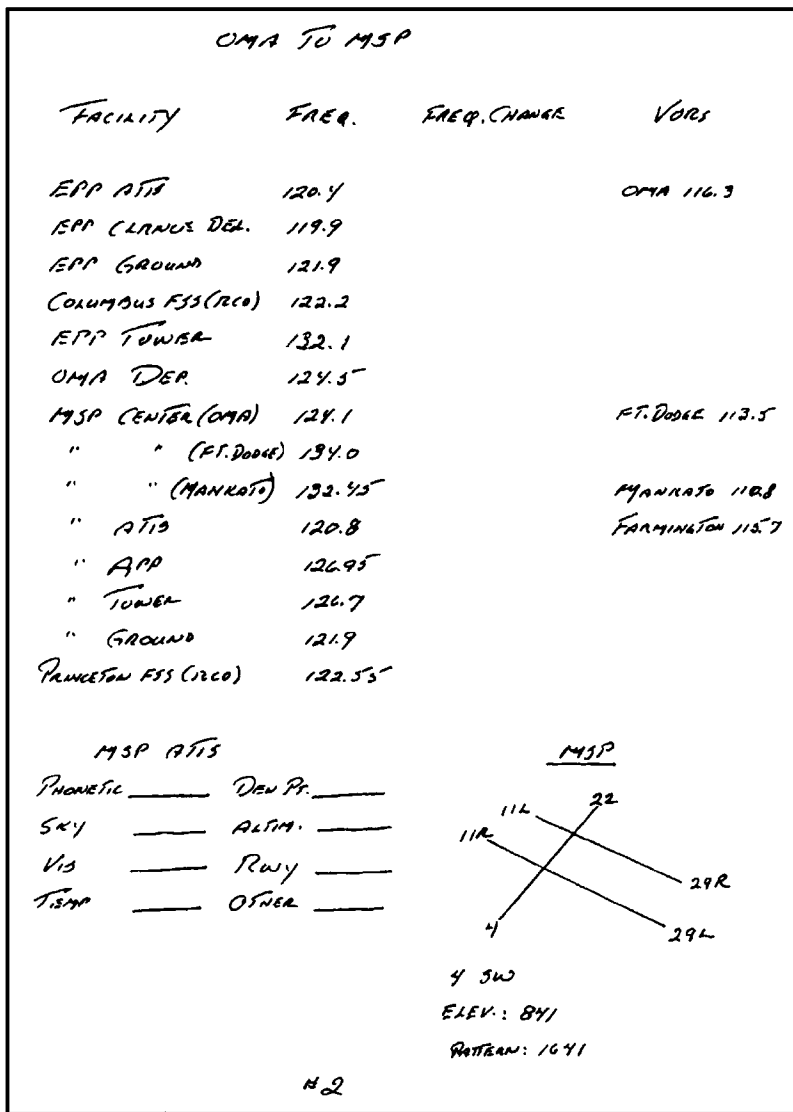 OMA TO MSP
FACILITY FREQ. FREQ. CHANGE VORS
EPP ATIS 120.4 OMA 116.3
EPP CLRNCE DEL. 119.9
EPP GROUND 121.9
COLUMBUS FSS (RCO) 122.2
EPP TOWER 132.1
OMA DEP. 124.5
MSP CENTER (OMA) 124.1 FT. DODGE 113.5
" " (FT. DODGE) 134.0
" " (MANKATO) 132.45 MANKATO 110.8
" ATIS 120.8 FARMINGTON 115.7
" APP 126.95
" TOWER 126.7
" GROUND 121.9
PRINCETON FSS (RCO) 122.55
MSP ATIS MSP
PHONETIC ____ DEW PT. ____
SKY ____ ALTIM. ____
VIS ____ RWY ____
TEMP ____ OTHER ____
22
11L
11R
29R
4
29L
4 SW
ELEV.: 841
PATTERN: 1641
#2